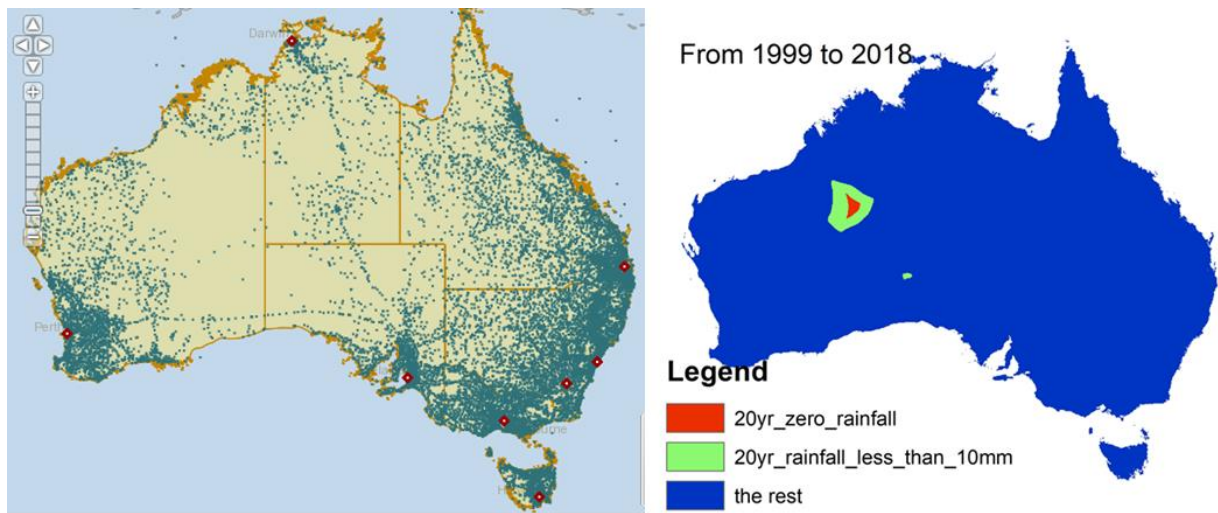 Darwin
Perth
From 1999 to 2018
Legend
20yr_zero_rainfall
20yr_rainfall_less_than_10mm
the rest